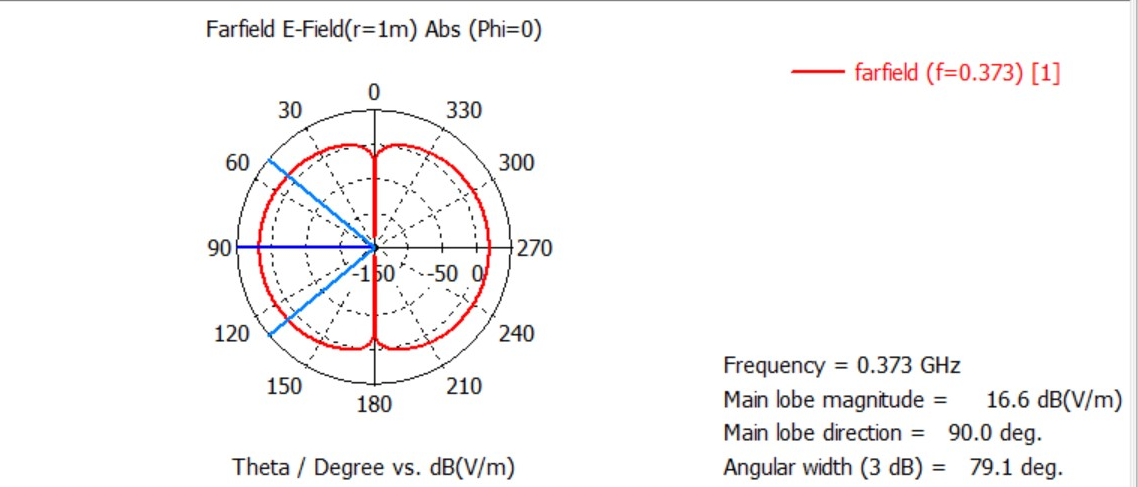 Farfield E-Field(r=1m) Abs (Phi=0)
farfield (f=0.373) [1]
0
30
330
60
300
90
270
-150
-50
0
120
240
150
210
180
Frequency = 0.373 GHz
Main lobe magnitude = 16.6 dB(V/m)
Main lobe direction = 90.0 deg.
Angular width (3 dB) = 79.1 deg.
Theta / Degree vs. dB(V/m)